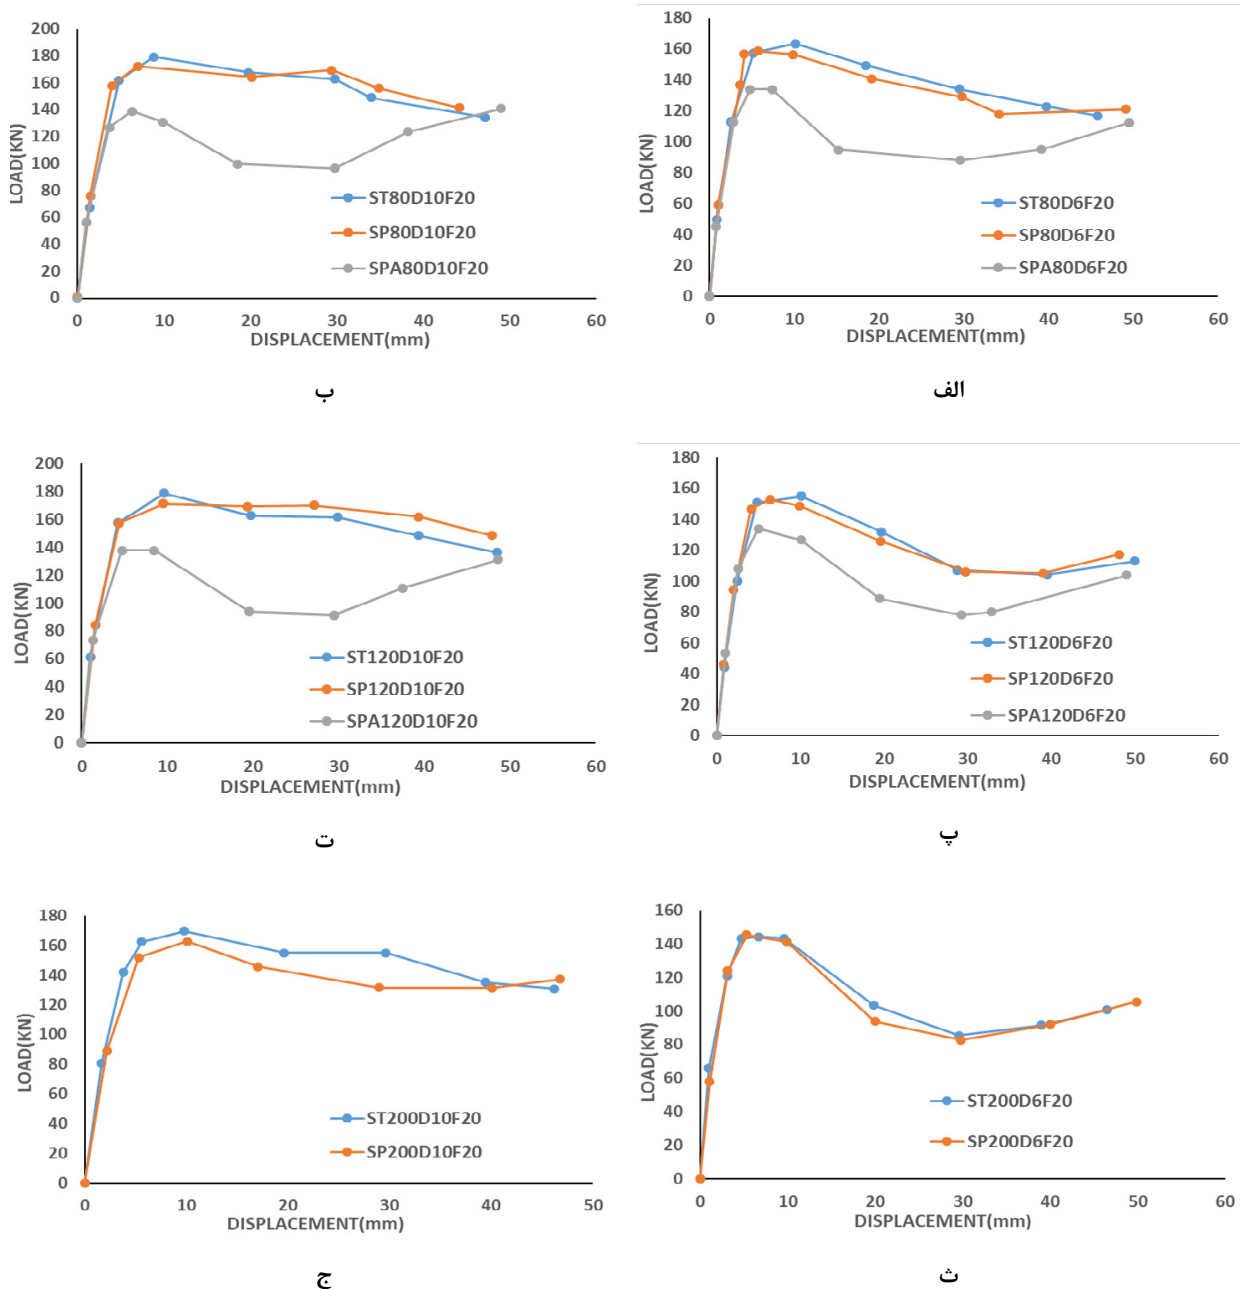 200
180
160
140
120
100
80
60
40
20
0
LOAD(KN)
ST80D10F20
SP80D10F20
SPA80D10F20
0 10 20 30 40 50 60
DISPLACEMENT(mm)
ب
180
160
140
120
100
80
60
40
20
0
LOAD(KN)
ST80D6F20
SP80D6F20
SPA80D6F20
0 10 20 30 40 50 60
DISPLACEMENT(mm)
الف
200
180
160
140
120
100
80
60
40
20
0
LOAD(KN)
ST120D10F20
SP120D10F20
SPA120D10F20
0 10 20 30 40 50 60
DISPLACEMENT(mm)
ت
180
160
140
120
100
80
60
40
20
0
LOAD(KN)
ST120D6F20
SP120D6F20
SPA120D6F20
0 10 20 30 40 50 60
DISPLACEMENT(mm)
پ
180
160
140
120
100
80
60
40
20
0
LOAD(KN)
ST200D10F20
SP200D10F20
0 10 20 30 40 50
DISPLACEMENT(mm)
ج
160
140
120
100
80
60
40
20
0
LOAD(KN)
ST200D6F20
SP200D6F20
0 10 20 30 40 50 60
DISPLACEMENT(mm)
ث